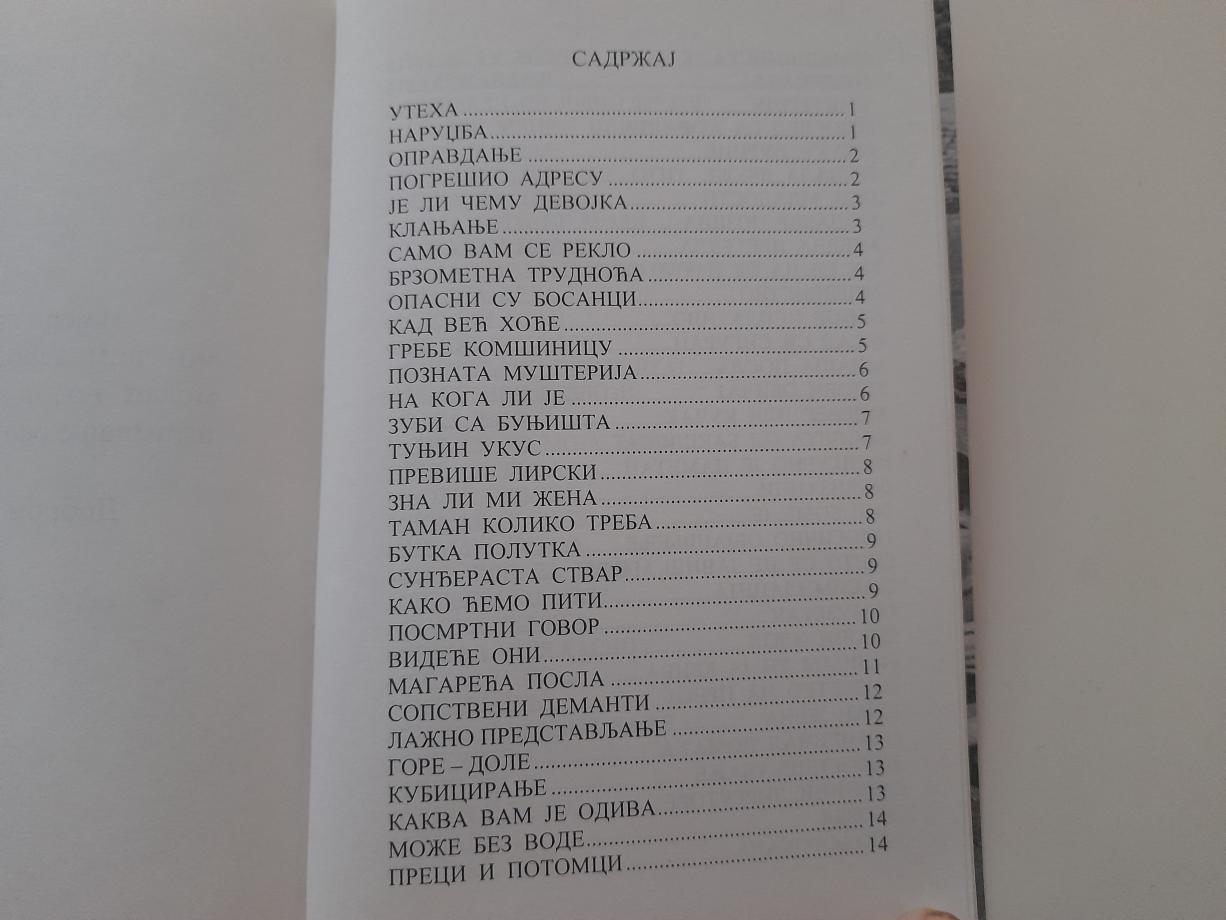 САДРЖАЈ
УТЕХА 1
НАРУЏБА 1
ОПРАВДАЊЕ 2
ПОГРЕШИО АДРЕСУ 2
ЈЕ ЛИ ЧЕМУ ДЕВОЈКА 3
КЛАЊАЊЕ 3
САМО ВАМ СЕ РЕКЛО 4
БРЗОМЕТНА ТРУДНОЋА 4
ОПАСНИ СУ БОСАНЦИ 4
КАД ВЕЋ ХОЋЕ 5
ГРЕБЕ КОМШИНИЦУ 5
ПОЗНАТА МУШТЕРИЈА 6
НА КОГА ЛИ ЈЕ 6
ЗУБИ СА БУЊИШТА 7
ТУЊИН УКУС 7
ПРЕВИШЕ ЛИРСКИ 8
ЗНА ЛИ МИ ЖЕНА 8
ТАМАН КОЛИКО ТРЕБА 8
БУТКА ПОЛУТКА 9
СУНЂЕРАСТА СТВАР 9
КАКО ЋЕМО ПИТИ 9
ПОСМРТНИ ГОВОР 10
ВИДЕЋЕ ОНИ 10
МАГАРЕЋА ПОСЛА 11
СОПСТВЕНИ ДЕМАНТИ 12
ЛАЖНО ПРЕДСТАВЉАЊЕ 12
ГОРЕ – ДОЛЕ 13
КУБИЦИРАЊЕ 13
КАКВА ВАМ ЈЕ ОДИВА 13
МОЖЕ БЕЗ ВОДЕ 14
ПРЕЦИ И ПОТОМЦИ 14